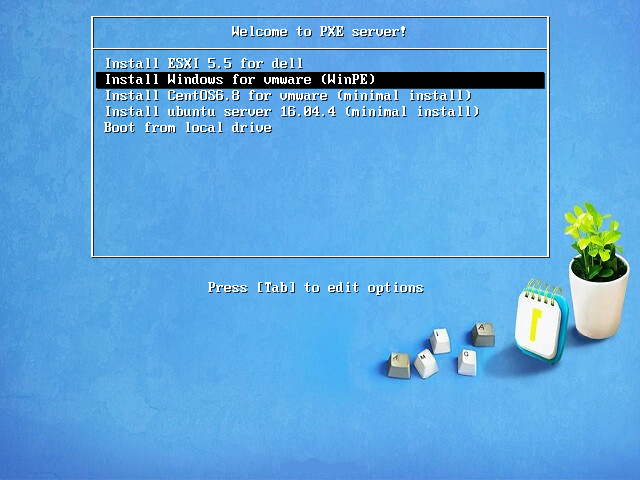 Welcome to PXE server!
Install ESXI 5.5 for dell
Install Windows for vmware (WinPE)
Install CentOS6.8 for vmware (minimal install)
Install ubuntu server 16.04.4 (minimal install)
Boot from local drive
Press [Tab] to edit options
1
I
A
A
M
G